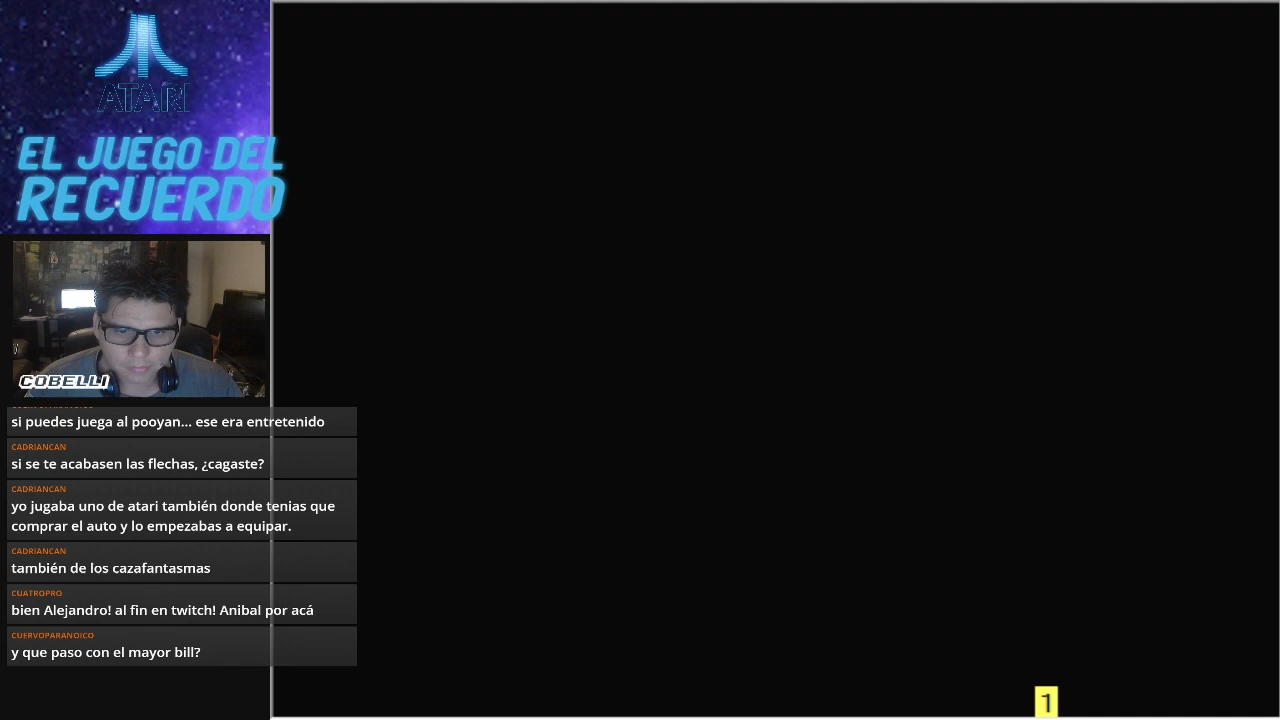 ATARI
EL JUEGO DEL
RECUERDO
COBELLI
si puedes juega al pooyan... ese era entretenido
CADRIANCAN
si se te acabasen las flechas, ¿cagaste?
CADRIANCAN
yo jugaba uno de atari también donde tenias que
comprar el auto y lo empezabas a equipar.
CADRIANCAN
también de los cazafantasmas
CUATROPRO
bien Alejandro! al fin en twitch! Anibal por acá
CUERVOPARANOICO
y que paso con el mayor bill?
1